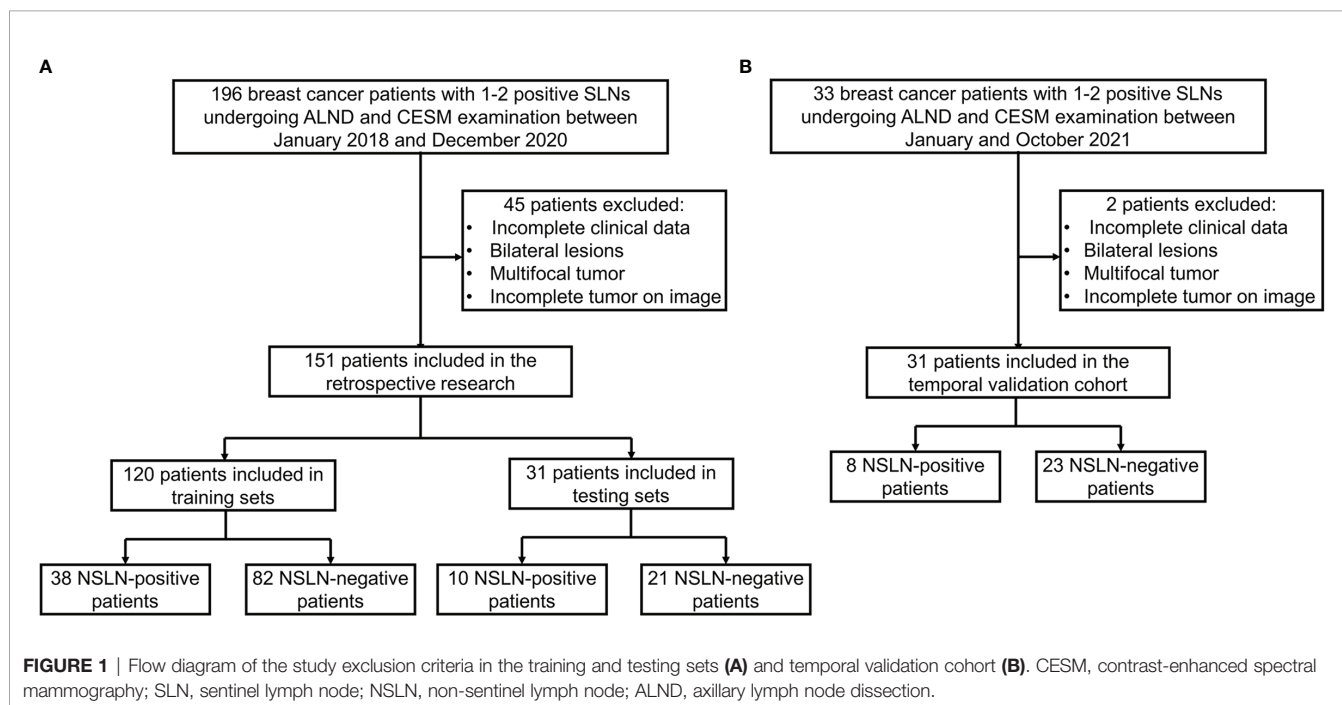 A
196 breast cancer patients with 1-2 positive SLNs
undergoing ALND and CESM examination between
January 2018 and December 2020
45 patients excluded:
• Incomplete clinical data
• Bilateral lesions
• Multifocal tumor
• Incomplete tumor on image
151 patients included in the
retrospective research
120 patients included in
training sets
31 patients included in
testing sets
38 NSLN-positive
patients
82 NSLN-negative
patients
10 NSLN-positive
patients
21 NSLN-negative
patients
B
33 breast cancer patients with 1-2 positive SLNs
undergoing ALND and CESM examination between
January and October 2021
2 patients excluded:
• Incomplete clinical data
• Bilateral lesions
• Multifocal tumor
• Incomplete tumor on image
31 patients included in the
temporal validation cohort
8 NSLN-positive
patients
23 NSLN-negative
patients
FIGURE 1 | Flow diagram of the study exclusion criteria in the training and testing sets (A) and temporal validation cohort (B). CESM, contrast-enhanced spectral
mammography; SLN, sentinel lymph node; NSLN, non-sentinel lymph node; ALND, axillary lymph node dissection.